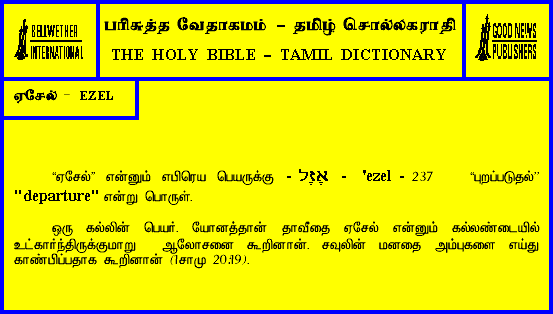 BELLWETHER
INTERNATIONAL
பரிசுத்த வேதாகமம் – தமிழ் சொல்லகராதி
THE HOLY BIBLE – TAMIL DICTIONARY
GOOD NEWS
PUBLISHERS
ஏசேல் – EZEL
“ஏசேல்” என்னும் எபிரெய பெயருக்கு - אֶזֶל - 'ezel - 237 “புறப்படுதல்”
"departure" என்று பொருள்.
ஒரு கல்லின் பெயர். யோனத்தான் தாவீதை ஏசேல் என்னும் கல்லண்டையில்
உட்கார்ந்திருக்குமாறு ஆலோசனை கூறினான். சவுலின் மனதை அம்புகளை எய்து
காண்பிப்பதாக கூறினான் (1சாமு 20:19).